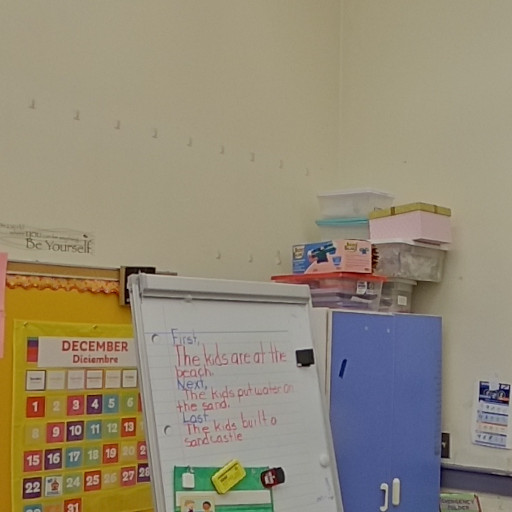 you
Be Yourself
DECEMBER
Diciembre
1 2 3 4 5 6
8 9 10 11 12 13
15 16 17 18 19 20
22 24 25 26 27 28
31
First,
The kids are at the
beach.
Next,
The kids put water on
the sand.
Last
The kids built a
sandcastle